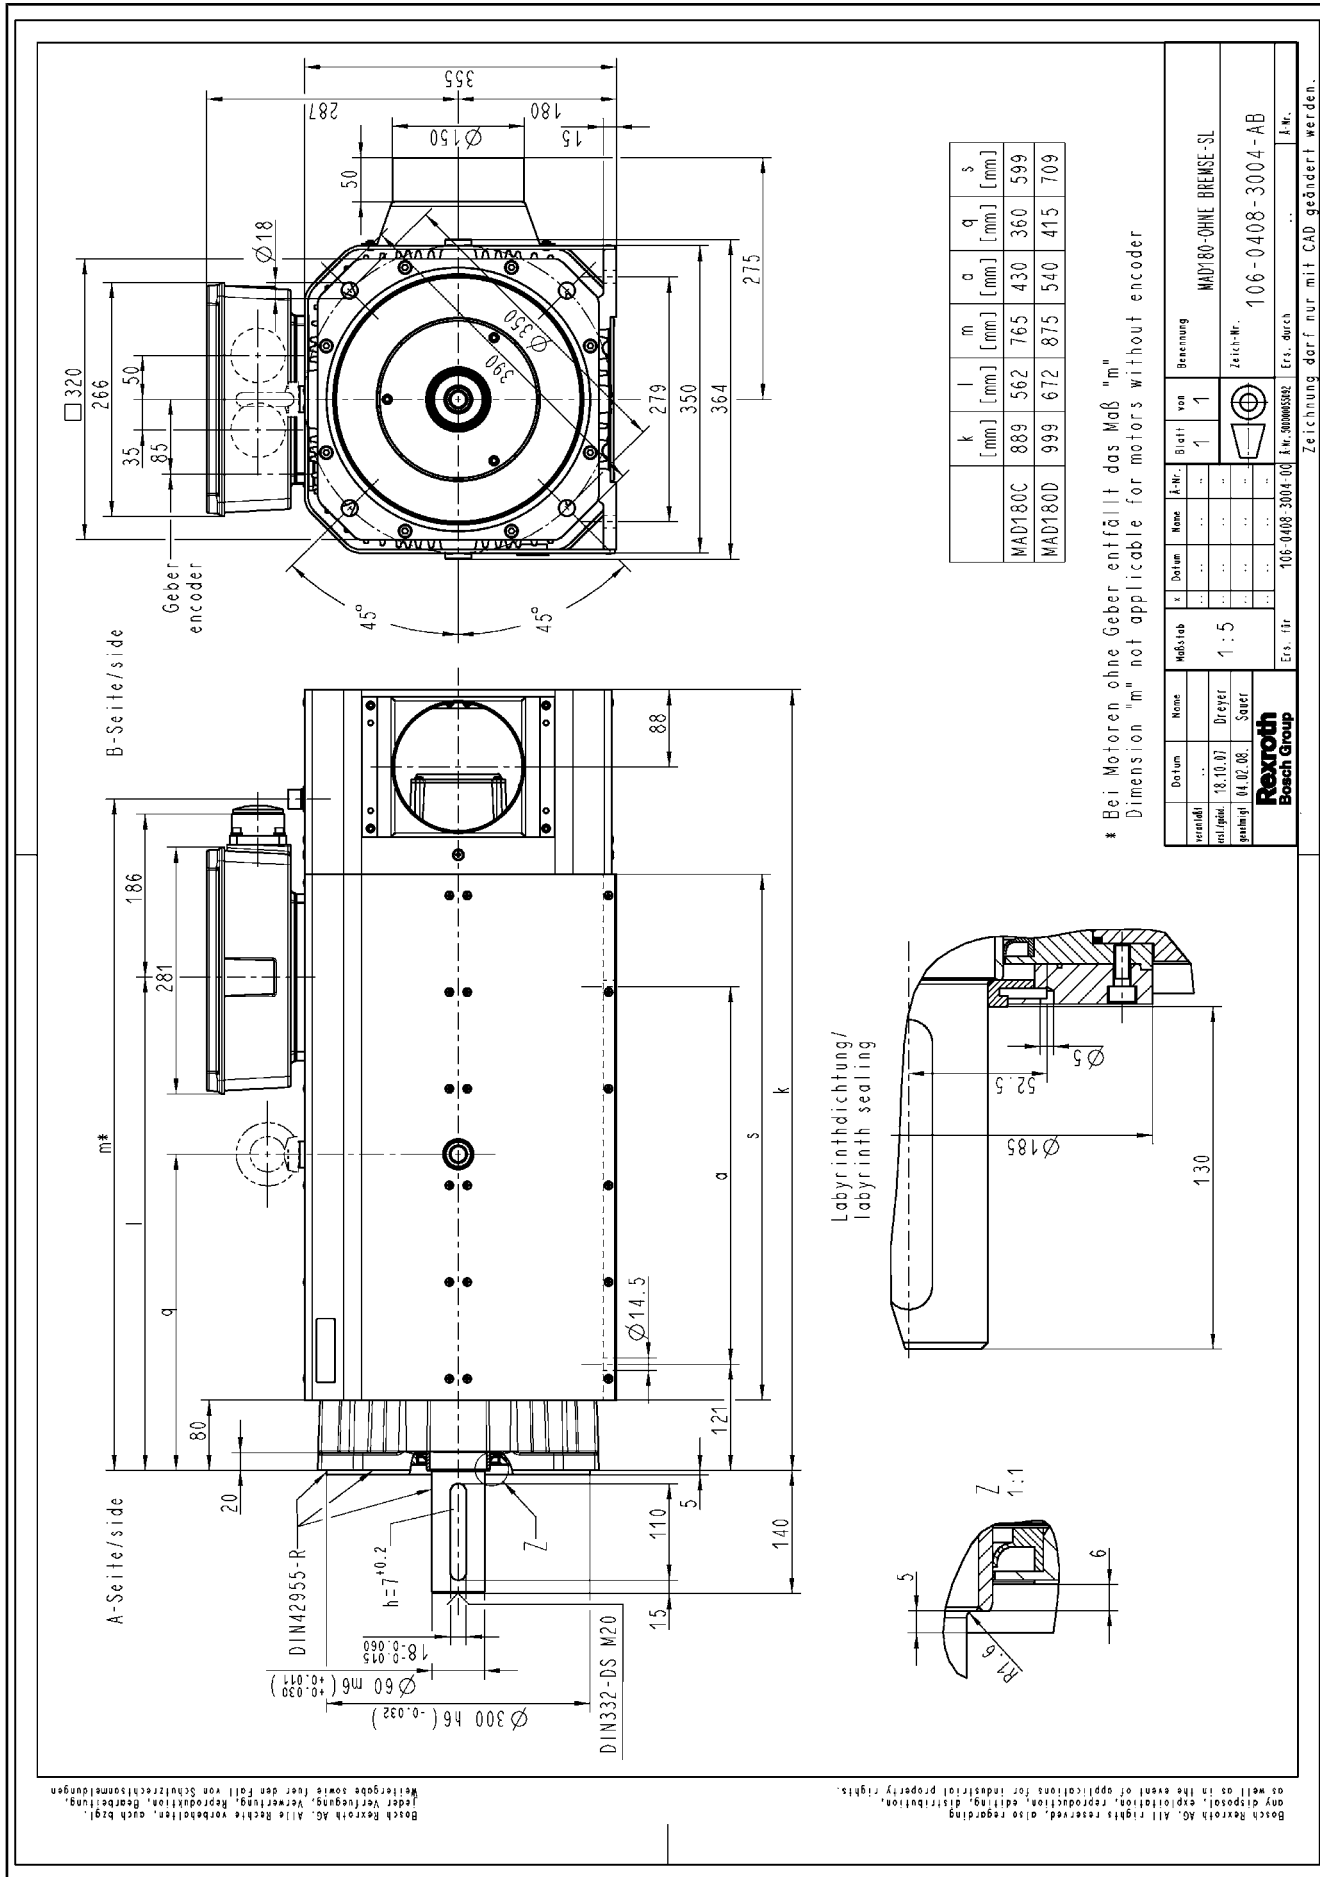 A-Seite/side
B-Seite/side
m*
l
186
q
281
80
20
DIN42955-R
h=7+0.2
18-0.015
-0.060
Ø60 m6(+0.030
+0.011)
Ø300 h6(-0.032)
DIN332-DS M20
Z
15
110
140
5
121
Ø14.5
a
s
k
88
Geber
encoder
□320
266
35
50
85
Ø18
50
287
355
180
15
Ø150
Ø350
390
45°
45°
279
350
364
275
Z
1:1
5
6
R1.6
Labyrinthdichtung/
labyrinth sealing
52.5
Ø5
Ø185
130
k l m a q s
[mm] [mm] [mm] [mm] [mm] [mm]
MAD180C 889 562 765 430 360 599
MAD180D 999 672 875 540 415 709
* Bei Motoren ohne Geber entfällt das Maß "m"
Dimension "m" not applicable for motors without encoder
Datum Name
veranlaßt ..
erst./geänd. 18.10.07 Dreyer
genehmigt 04.02.08. Sauer
Rexroth
Bosch Group
Maßstab
1:5
x Datum Name Ä-Nr.
Blatt 1 von 1
Benennung
MAD180-OHNE BREMSE-SL
Zeich-Nr.
106-0408-3004-AB
Ers. für 106-0408-3004-00
Ers. durch ..
Ä-Nr.
Zeichnung darf nur mit CAD geändert werden.
Bosch Rexroth AG. Alle Rechte vorbehalten, auch bzgl.
jeder Verfuegung, Verwertung, Reproduktion, Bearbeitung,
Weitergabe sowie fuer den Fall von Schutzrechtsanmeldungen
Bosch Rexroth AG. All rights reserved, also regarding
any disposal, exploitation, reproduction, editing, distribution,
as well as in the event of applications for industrial property rights.